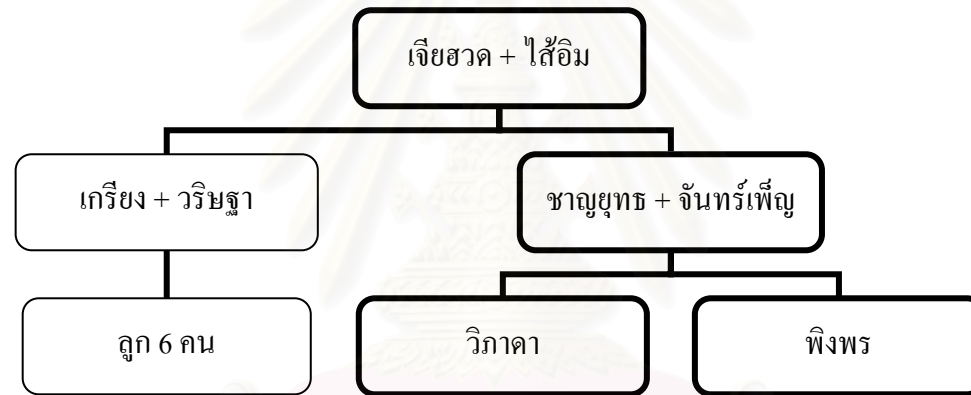 เจียฮวด + ไส้อิม
เกรียง + วริษฐา
ชาญยุทธ + จันทร์เพ็ญ
ลูก 6 คน
วิภาดา
พิงพร